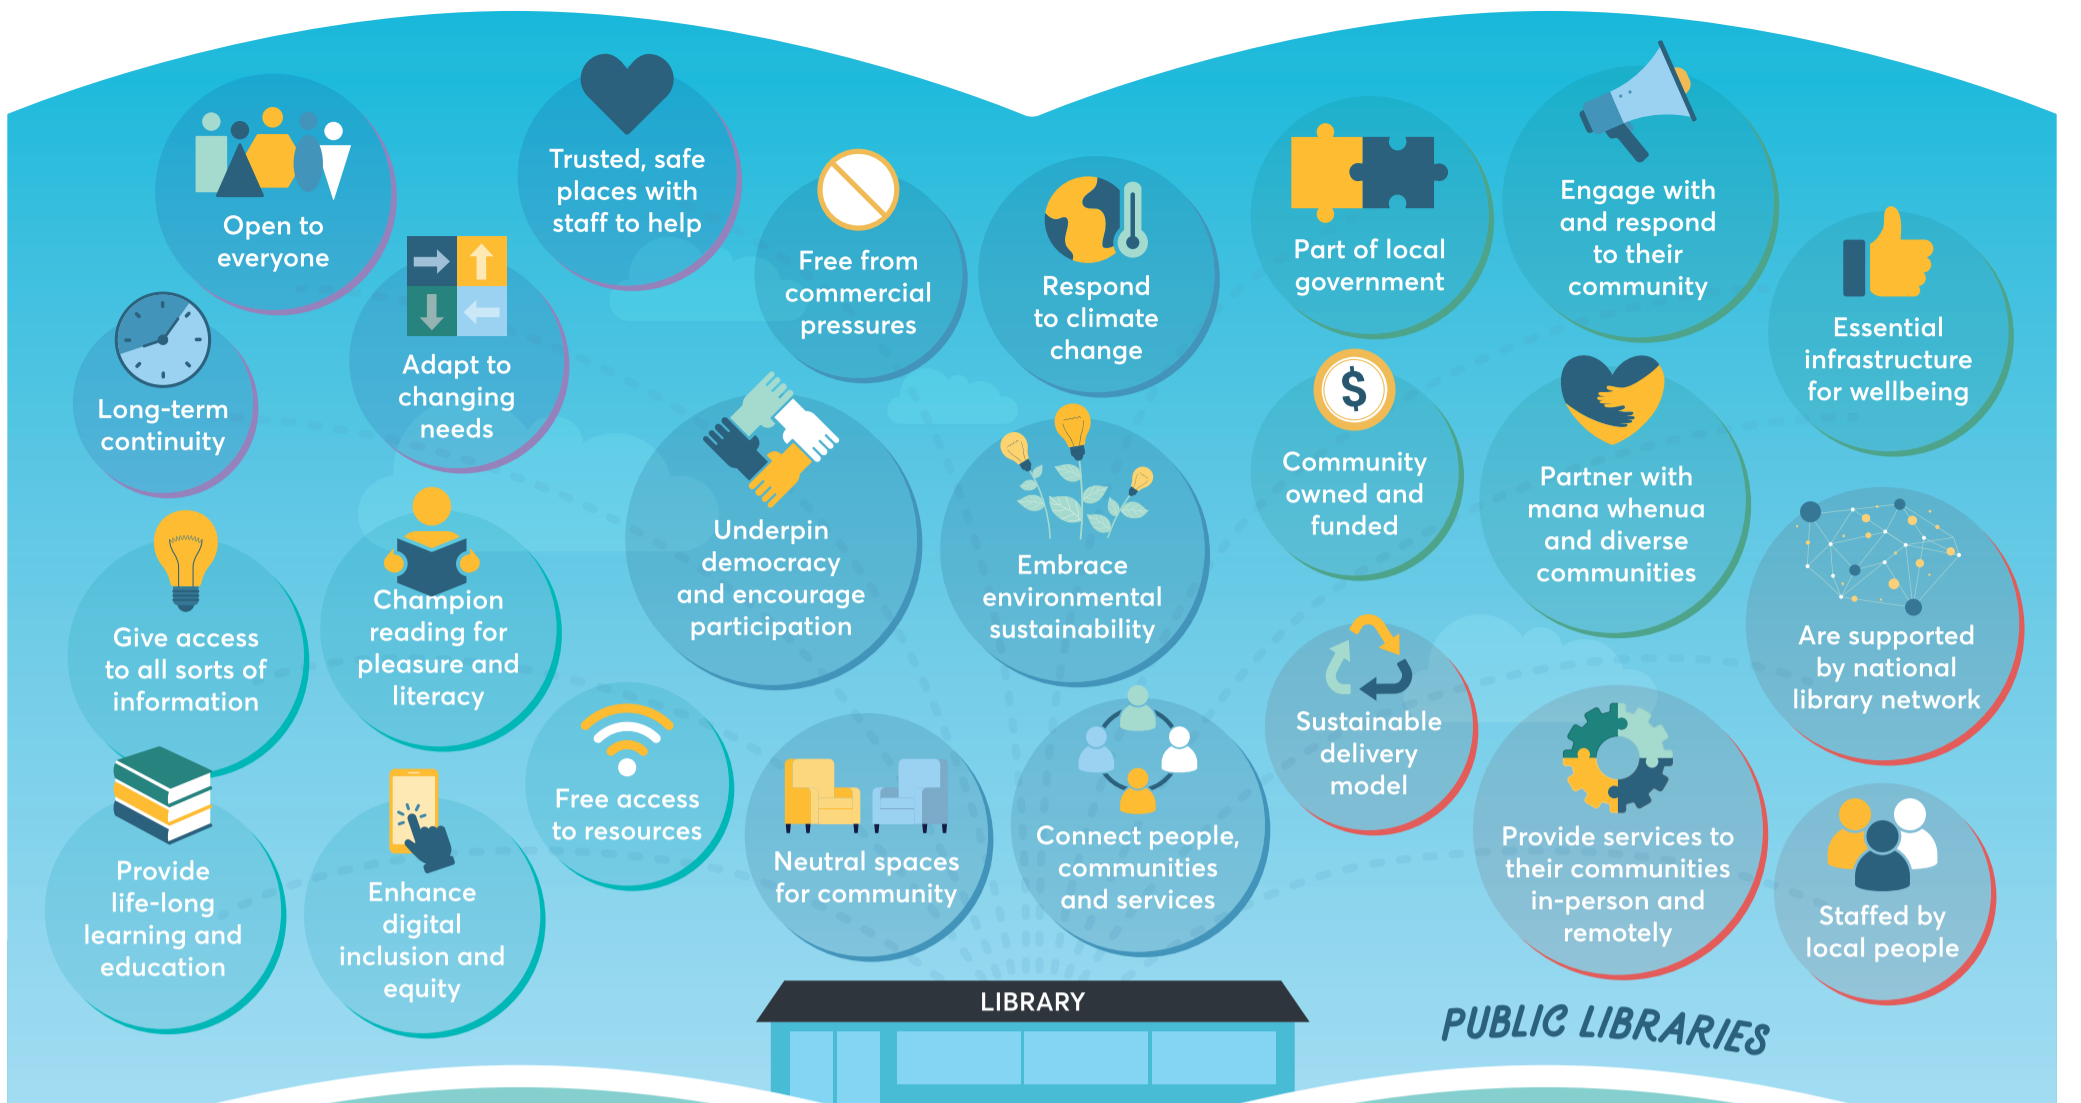 Open to
everyone
Trusted, safe
places with
staff to help
Long-term
continuity
Adapt to
changing
needs
Free from
commercial
pressures
Respond
to climate
change
Part of local
government
Engage with
and respond
to their
community
Essential
infrastructure
for wellbeing
Give access
to all sorts of
information
Champion
reading for
pleasure and
literacy
Underpin
democracy
and encourage
participation
Embrace
environmental
sustainability
$
Community
owned and
funded
Partner with
mana whenua
and diverse
communities
Are supported
by national
library network
Provide
life-long
learning and
education
Enhance
digital
inclusion and
equity
Free access
to resources
Neutral spaces
for community
Connect people,
communities
and services
Sustainable
delivery
model
Provide services to
their communities
in-person and
remotely
Staffed by
local people
LIBRARY
PUBLIC LIBRARIES